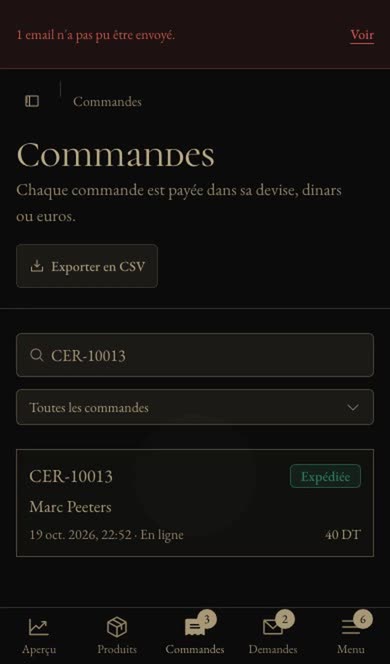 1 email n'a pas pu être envoyé. Voir
Commandes
Commandes
Chaque commande est payée dans sa devise, dinars
ou euros.
Exporter en CSV
CER-10013
Toutes les commandes
CER-10013 Expédiée
Marc Peeters
19 oct. 2026, 22:52 · En ligne 40 DT
3 2 6
Aperçu Produits Commandes Demandes Menu